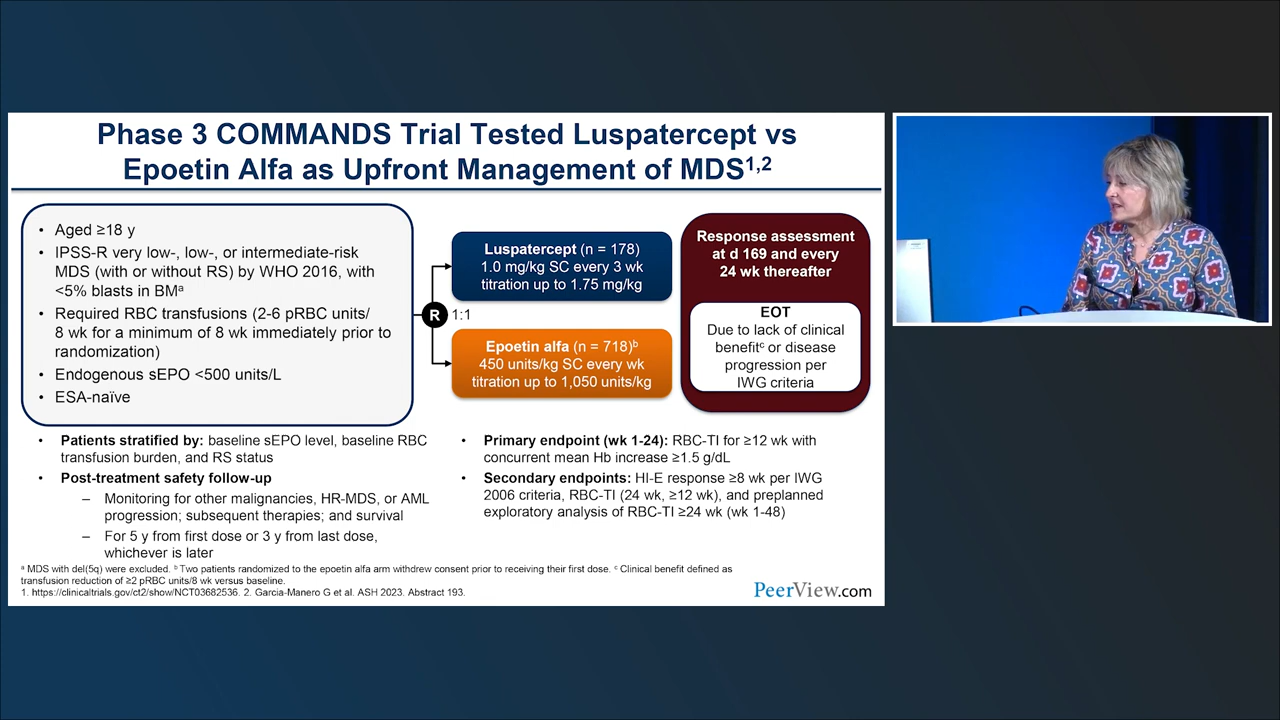 Phase 3 COMMANDS Trial Tested Luspatercept vs
Epoetin Alfa as Upfront Management of MDS1,2
• Aged ≥18 y
• IPSS-R very low-, low-, or intermediate-risk
MDS (with or without RS) by WHO 2016, with
<5% blasts in BMa
• Required RBC transfusions (2-6 pRBC units/
8 wk for a minimum of 8 wk immediately prior to
randomization)
• Endogenous sEPO <500 units/L
• ESA-naïve
R 1:1
Luspatercept (n = 178)
1.0 mg/kg SC every 3 wk
titration up to 1.75 mg/kg
Epoetin alfa (n = 718)b
450 units/kg SC every wk
titration up to 1,050 units/kg
Response assessment
at d 169 and every
24 wk thereafter
EOT
Due to lack of clinical
benefitc or disease
progression per
IWG criteria
• Patients stratified by: baseline sEPO level, baseline RBC
transfusion burden, and RS status
• Post-treatment safety follow-up
– Monitoring for other malignancies, HR-MDS, or AML
progression; subsequent therapies; and survival
– For 5 y from first dose or 3 y from last dose,
whichever is later
• Primary endpoint (wk 1-24): RBC-TI for ≥12 wk with
concurrent mean Hb increase ≥1.5 g/dL
• Secondary endpoints: HI-E response ≥8 wk per IWG
2006 criteria, RBC-TI (24 wk, ≥12 wk), and preplanned
exploratory analysis of RBC-TI ≥24 wk (wk 1-48)
a MDS with del(5q) were excluded. b Two patients randomized to the epoetin alfa arm withdrew consent prior to receiving their first dose. c Clinical benefit defined as
transfusion reduction of ≥2 pRBC units/8 wk versus baseline.
1. https://clinicaltrials.gov/ct2/show/NCT03682536. 2. Garcia-Manero G et al. ASH 2023. Abstract 193.
PeerView.com